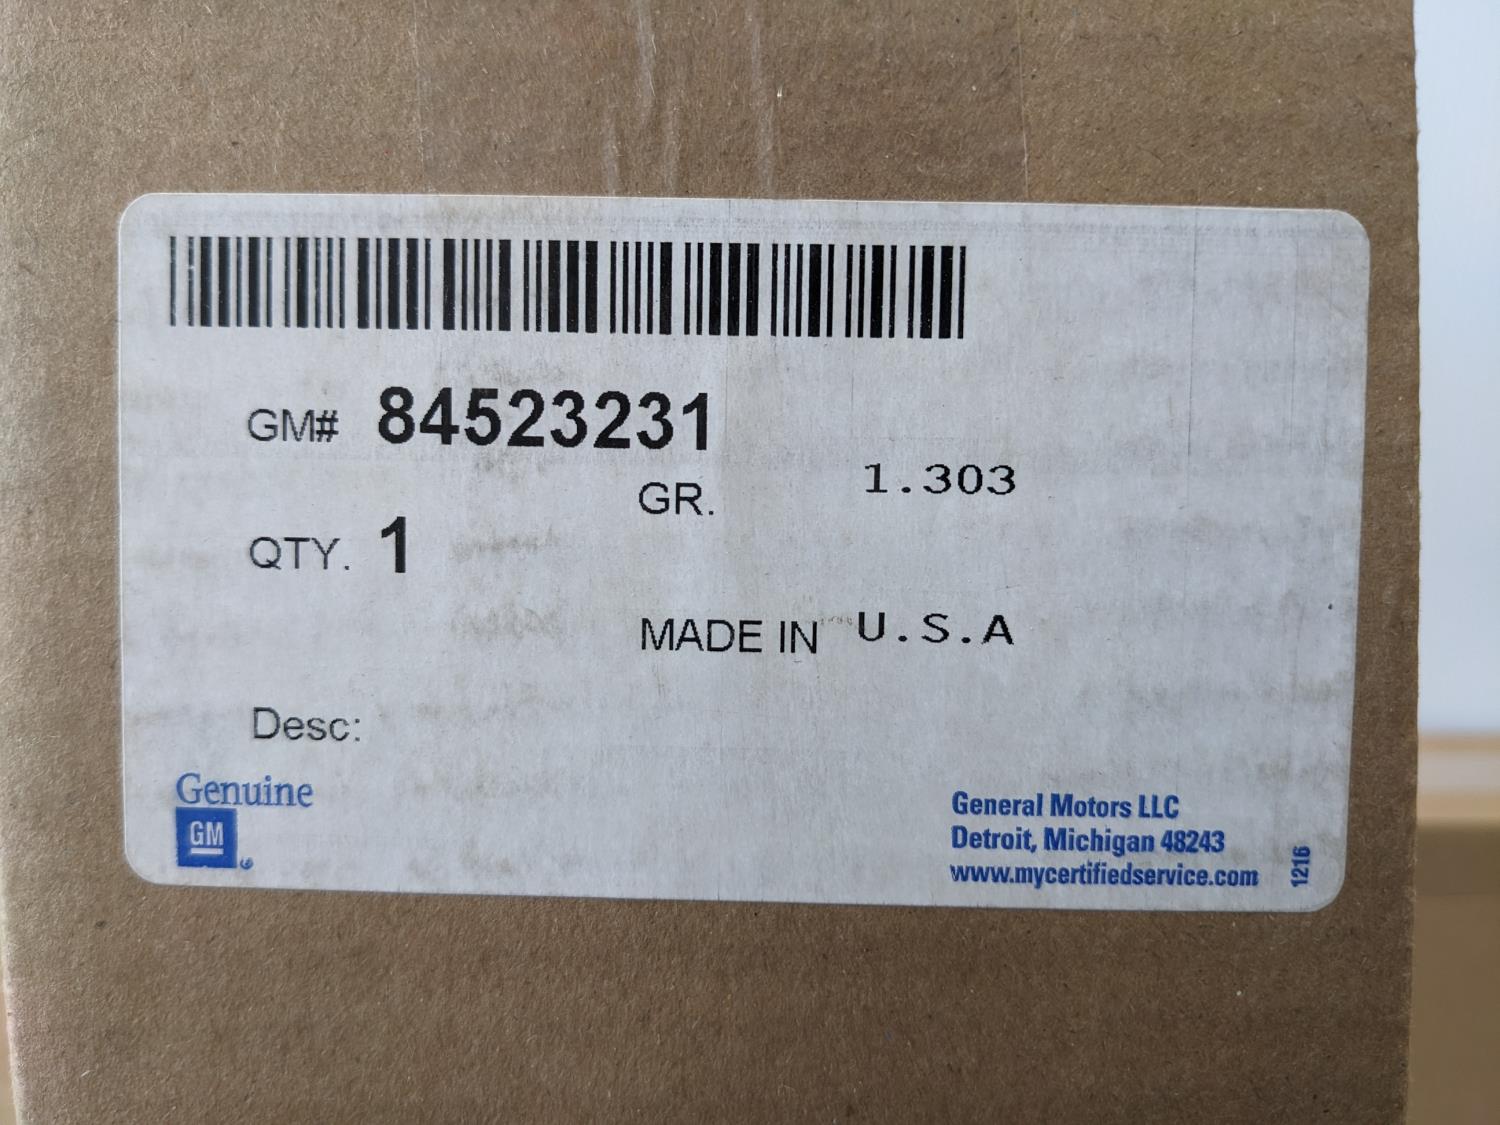 GM# 84523231
GR. 1.303
QTY. 1
MADE IN U.S.A
Desc:
Genuine
GM
General Motors LLC
Detroit, Michigan 48243
www.mycertifiedservice.com
1216